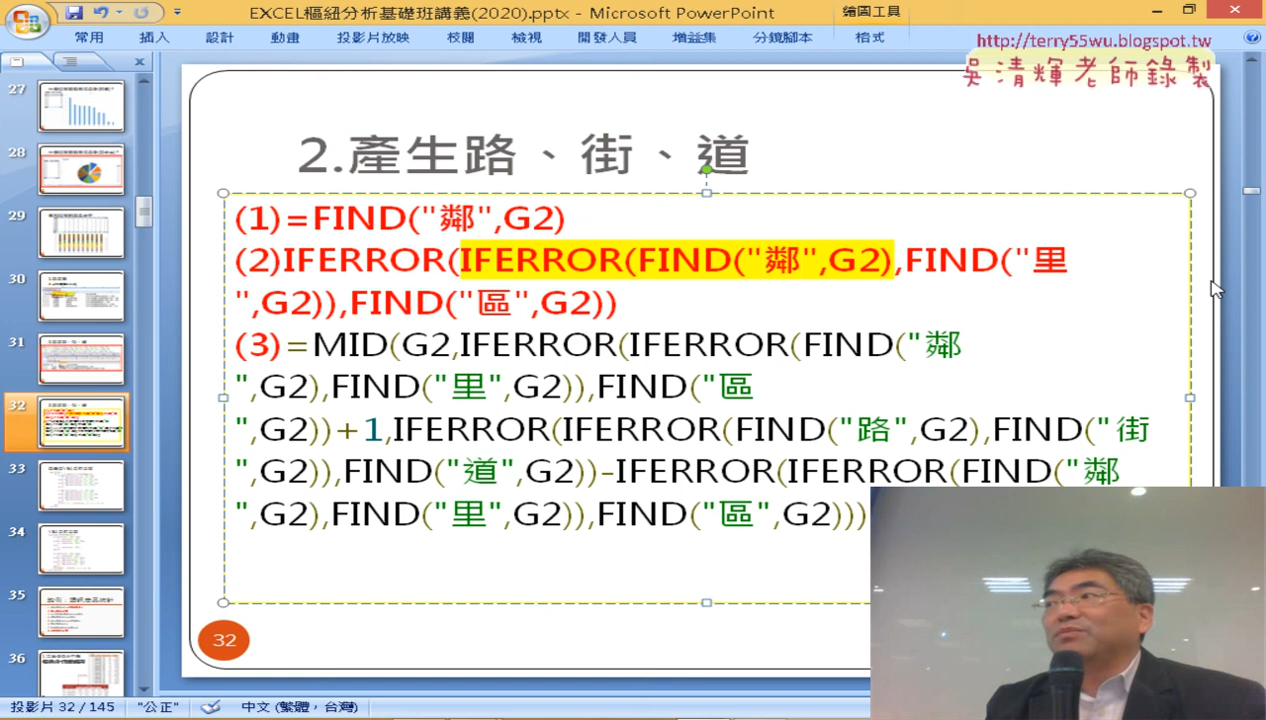 EXCEL樞紐分析基礎班講義(2020).pptx - Microsoft PowerPoint
繪圖工具
常用 插入 設計 動畫 投影片放映 校閱 檢視 開發人員 增益集 分鏡腳本 格式
http://terry55wu.blogspot.tw
吳清輝老師錄製
27
28
29
30
31
32
33
34
35
36
2.產生路、街、道
(1)=FIND("鄰",G2)
(2)IFERROR(IFERROR(FIND("鄰",G2),FIND("里
",G2)),FIND("區",G2))
(3)=MID(G2,IFERROR(IFERROR(FIND("鄰
",G2),FIND("里",G2)),FIND("區
",G2))+1,IFERROR(IFERROR(FIND("路",G2),FIND("街
",G2)),FIND("道",G2))-IFERROR(IFERROR(FIND("鄰
",G2),FIND("里",G2)),FIND("區",G2)))
32
投影片 32 / 145 "公正" 中文 (繁體，台灣)